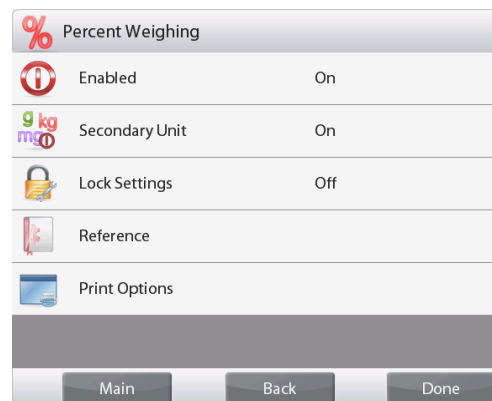 % Percent Weighing
Enabled On
g kg mg Secondary Unit On
Lock Settings Off
Reference
Print Options
Main Back Done